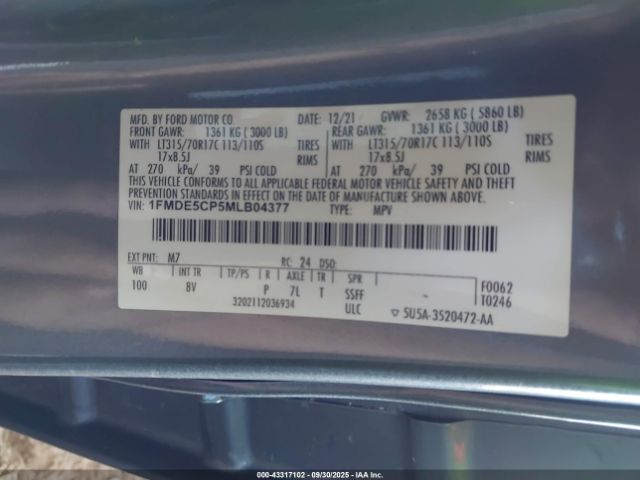 MFD. BY FORD MOTOR CO. DATE: 12/21 GVWR: 2658 KG ( 5860 LB)
FRONT GAWR: 1361 KG ( 3000 LB) REAR GAWR: 1361 KG ( 3000 LB)
WITH LT315/70R17C 113/110S TIRES WITH LT315/70R17C 113/110S TIRES
17x8.5J RIMS 17x8.5J RIMS
AT 270 kPa/ 39 PSI COLD AT 270 kPa/ 39 PSI COLD
THIS VEHICLE CONFORMS TO ALL APPLICABLE FEDERAL MOTOR VEHICLE SAFETY AND THEFT
PREVENTION STANDARDS IN EFFECT ON THE DATE OF MANUFACTURE SHOWN ABOVE.
VIN: 1FMDE5CP5MLB04377 TYPE: MPV
EXT PNT: M7 RC: 24 DSO:
WB INT TR TP/PS R AXLE TR SPR
100 8V P 7L T SSFF
3202112036934 ULC
F0062
T0246
▽ 5U5A-3520472-AA
000-43317102 - 09/30/2025 - IAA Inc.